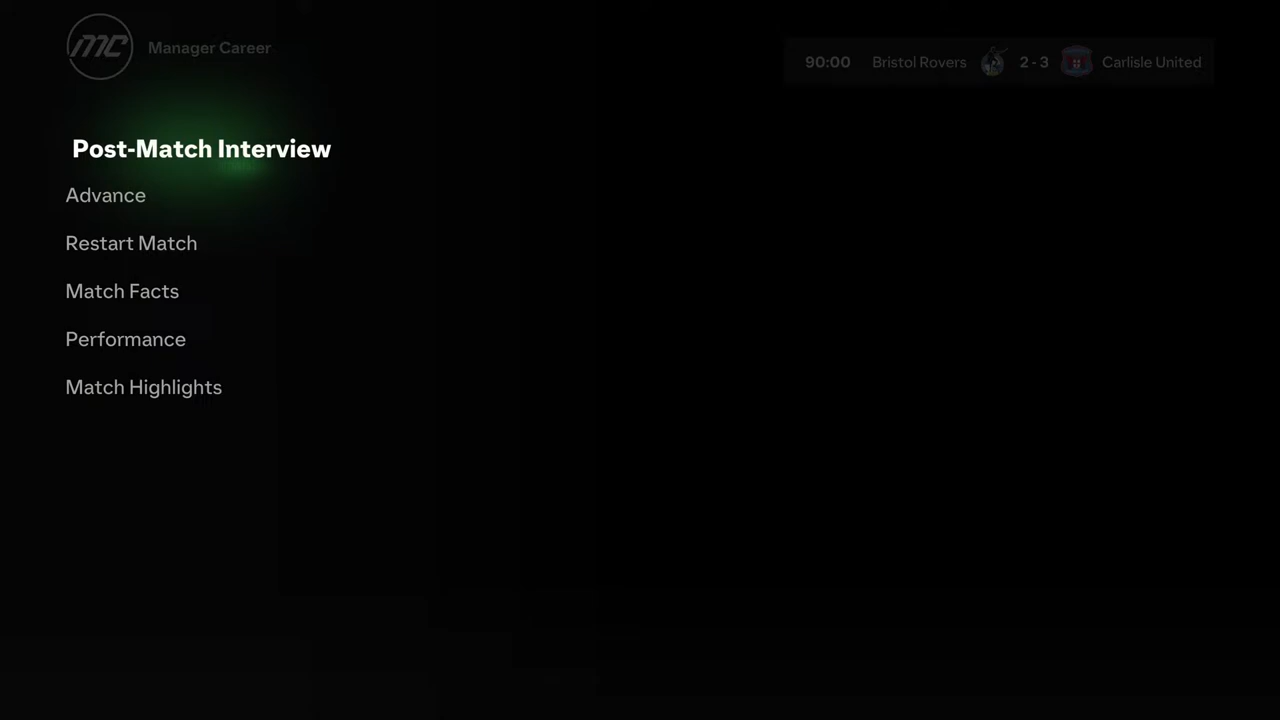 MC Manager Career
90:00 Bristol Rovers 2 - 3 Carlisle United
Post-Match Interview
Advance
Restart Match
Match Facts
Performance
Match Highlights